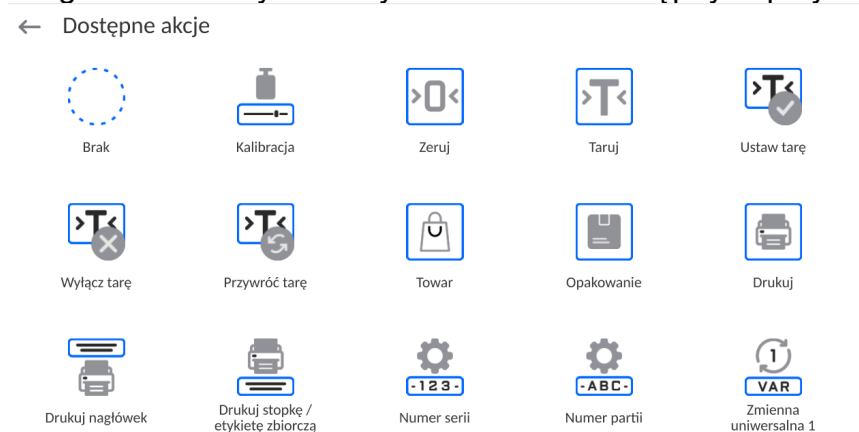 Dostępne akcje
Brak
Kalibracja
>0<
Zeruj
>T<
Taruj
>T<
Ustaw tarę
>T<
Wyłącz tarę
>T<
Przywróć tarę
Towar
Opakowanie
Drukuj
Drukuj nagłówek
Drukuj stopkę /
etykietę zbiorczą
-123-
Numer serii
-ABC-
Numer partii
1
VAR
Zmienna
uniwersalna 1